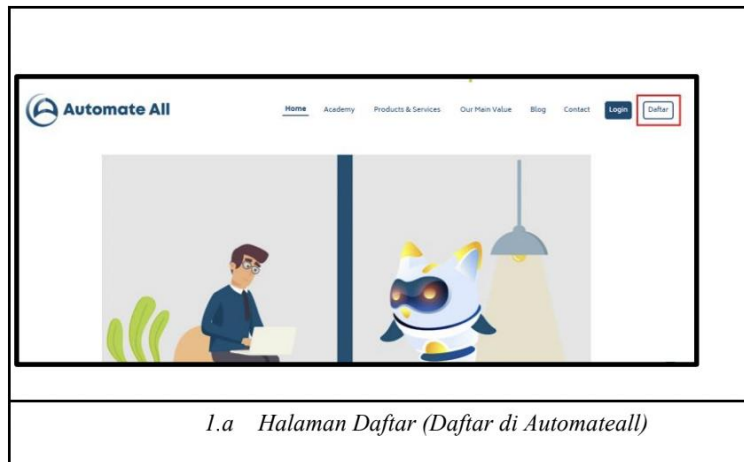 Automate All
Home Academy Products & Services Our Main Value Blog Contact Login Daftar
1.a Halaman Daftar (Daftar di Automateall)